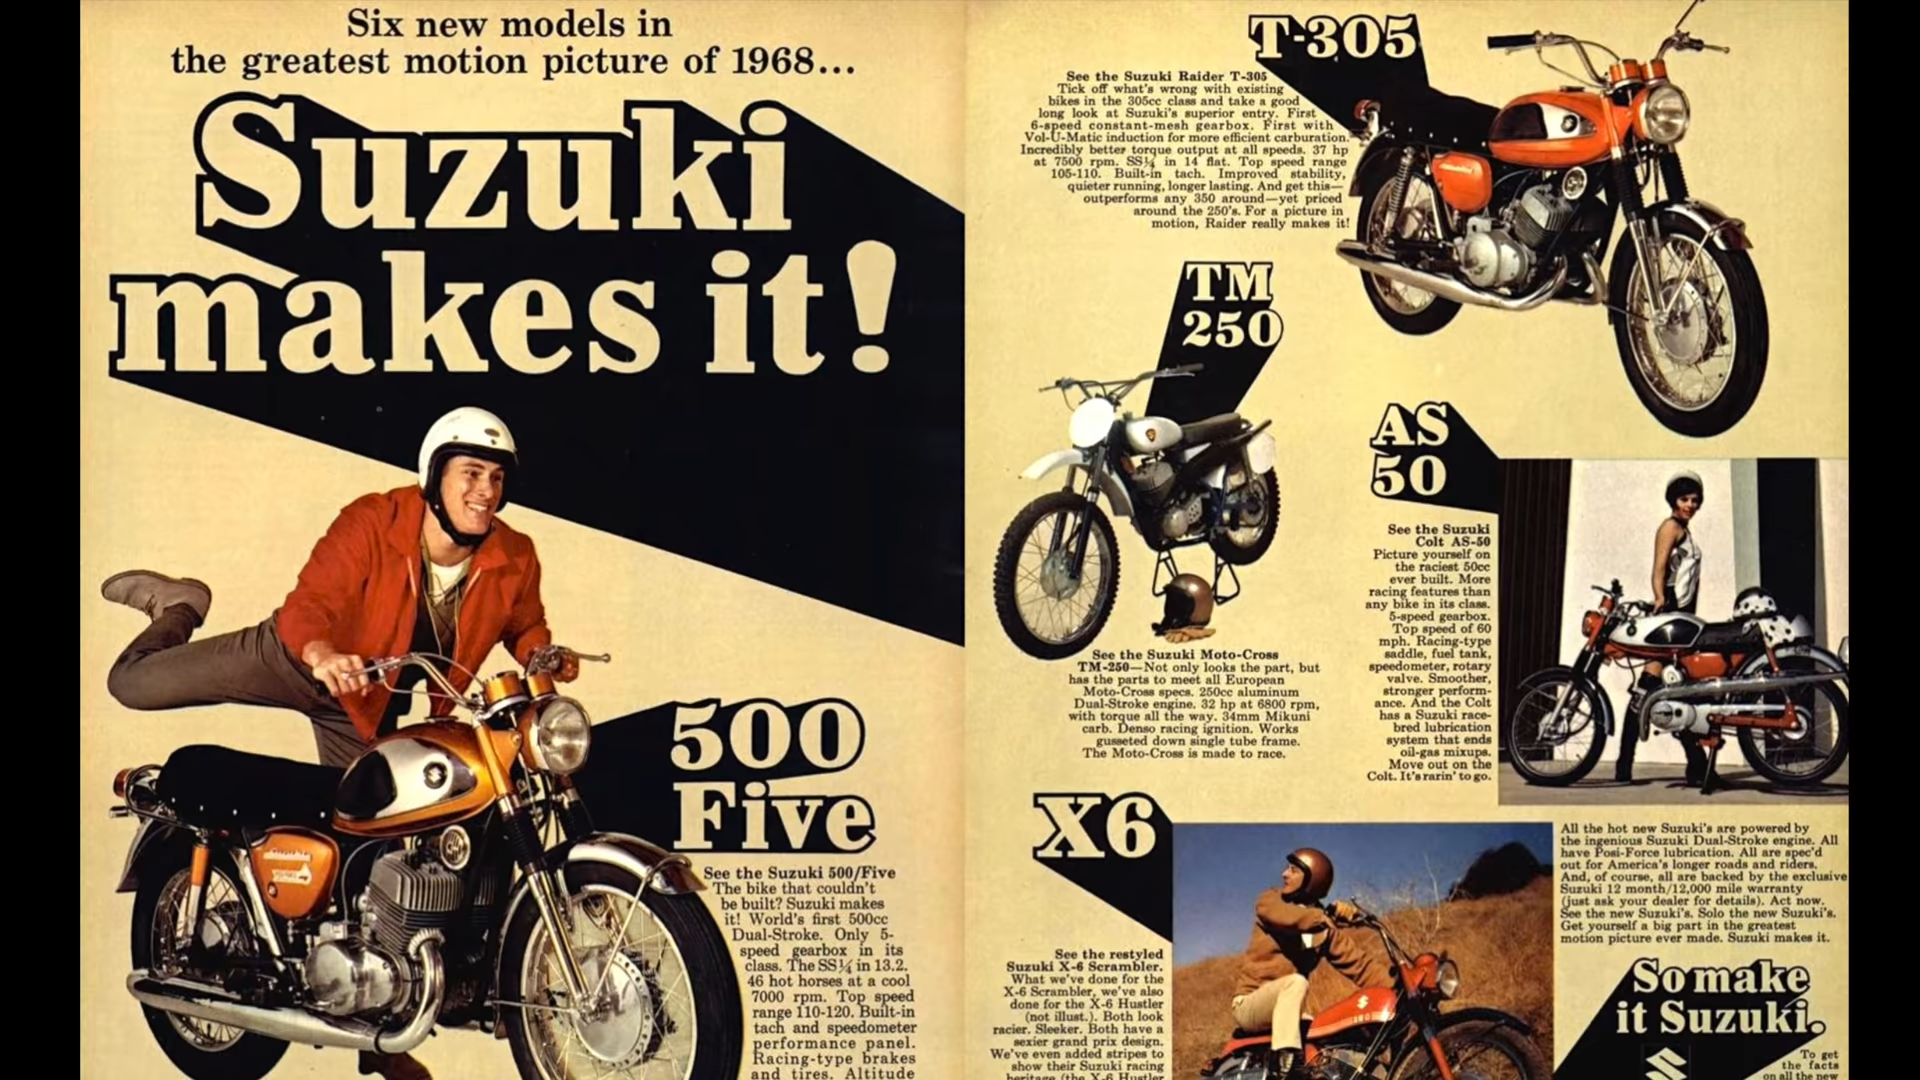 Six new models in
the greatest motion picture of 1968...
Suzuki
makes it!
500
Five
See the Suzuki 500/Five
The bike that couldn't
be built? Suzuki makes
it! World's first 500cc
Dual-Stroke. Only 5-
speed gearbox in its
class. The SS¼ in 13.2.
46 hot horses at a cool
7000 rpm. Top speed
range 110-120. Built-in
tach and speedometer
performance panel.
Racing-type brakes
and tires. Altitude
T-305
See the Suzuki Raider T-305
Tick off what's wrong with existing
bikes in the 305cc class and take a good
long look at Suzuki's superior entry. First
6-speed constant-mesh gearbox. First with
Vol-U-Matic induction for more efficient carburation.
Incredibly better torque output at all speeds. 37 hp
at 7500 rpm. SS¼ in 14 flat. Top speed range
105-110. Built-in tach. Improved stability,
quieter running, longer lasting. And get this—
outperforms any 350 around—yet priced
around the 250's. For a picture in
motion, Raider really makes it!
TM
250
See the Suzuki Moto-Cross
TM-250—Not only looks the part, but
has the parts to meet all European
Moto-Cross specs. 250cc aluminum
Dual-Stroke engine. 32 hp at 6800 rpm,
with torque all the way. 34mm Mikuni
carb. Denso racing ignition. Works
gusseted down single tube frame.
The Moto-Cross is made to race.
AS
50
See the Suzuki
Colt AS-50
Picture yourself on
the raciest 50cc
ever built. More
racing features than
any bike in its class.
5-speed gearbox.
Top speed of 60
mph. Racing-type
saddle, fuel tank,
speedometer, rotary
valve. Smoother,
stronger perform-
ance. And the Colt
has a Suzuki race-
bred lubrication
system that ends
oil-gas mixups.
Move out on the
Colt. It's rarin' to go.
X6
See the restyled
Suzuki X-6 Scrambler.
What we've done for the
X-6 Scrambler, we've also
done for the X-6 Hustler
(not illust.). Both look
racier. Sleeker. Both have a
sexier grand prix design.
We've even added stripes to
show their Suzuki racing
heritage (the X-6 Hustler
All the hot new Suzuki's are powered by
the ingenious Suzuki Dual-Stroke engine. All
have Posi-Force lubrication. All are spec'd
out for America's longer roads and riders.
And, of course, all are backed by the exclusive
Suzuki 12 month/12,000 mile warranty
(just ask your dealer for details). Act now.
See the new Suzuki's. Solo the new Suzuki's.
Get yourself a big part in the greatest
motion picture ever made. Suzuki makes it.
So make
it Suzuki.
To get
the facts
on all the new